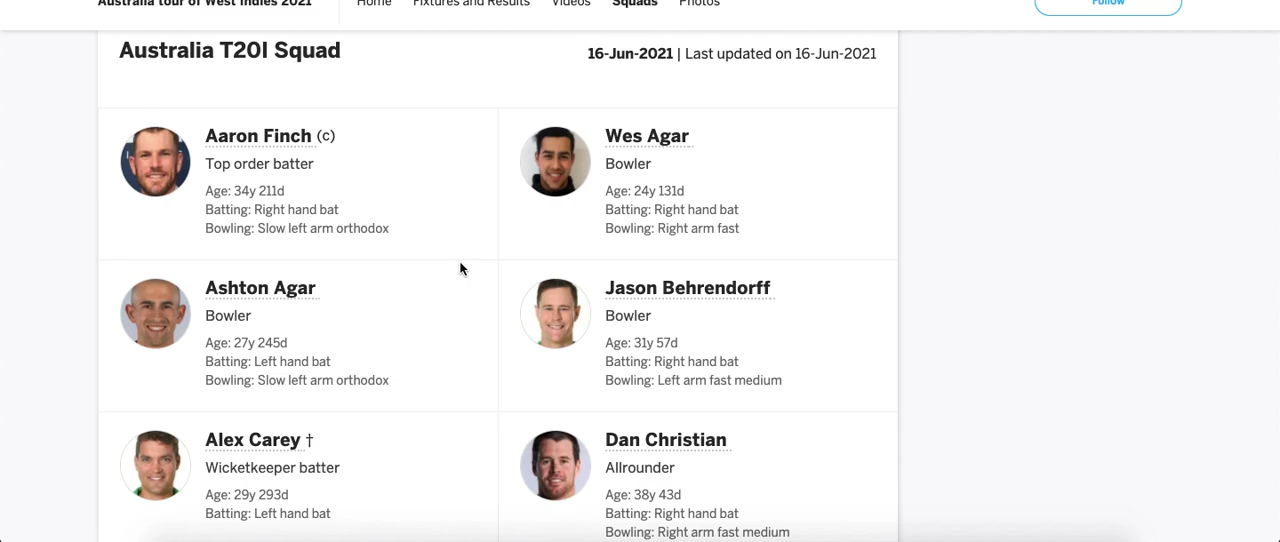 Australia tour of West Indies 2021
Home Fixtures and Results Videos Squads Photos
Follow
Australia T20I Squad
16-Jun-2021 | Last updated on 16-Jun-2021
Aaron Finch (c)
Top order batter
Age: 34y 211d
Batting: Right hand bat
Bowling: Slow left arm orthodox
Wes Agar
Bowler
Age: 24y 131d
Batting: Right hand bat
Bowling: Right arm fast
Ashton Agar
Bowler
Age: 27y 245d
Batting: Left hand bat
Bowling: Slow left arm orthodox
Jason Behrendorff
Bowler
Age: 31y 57d
Batting: Right hand bat
Bowling: Left arm fast medium
Alex Carey †
Wicketkeeper batter
Age: 29y 293d
Batting: Left hand bat
Dan Christian
Allrounder
Age: 38y 43d
Batting: Right hand bat
Bowling: Right arm fast medium